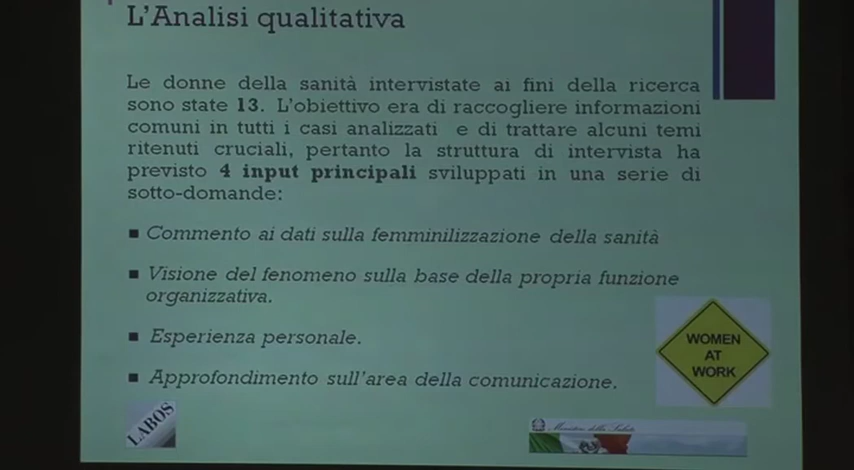 L'Analisi qualitativa
Le donne della sanità intervistate ai fini della ricerca
sono state 13. L'obiettivo era di raccogliere informazioni
comuni in tutti i casi analizzati e di trattare alcuni temi
ritenuti cruciali, pertanto la struttura di intervista ha
previsto 4 input principali sviluppati in una serie di
sotto-domande:
■ Commento ai dati sulla femminilizzazione della sanità
■ Visione del fenomeno sulla base della propria funzione
organizzativa.
■ Esperienza personale.
■ Approfondimento sull'area della comunicazione.
WOMEN
AT
WORK
LABOS
Ministero della Salute